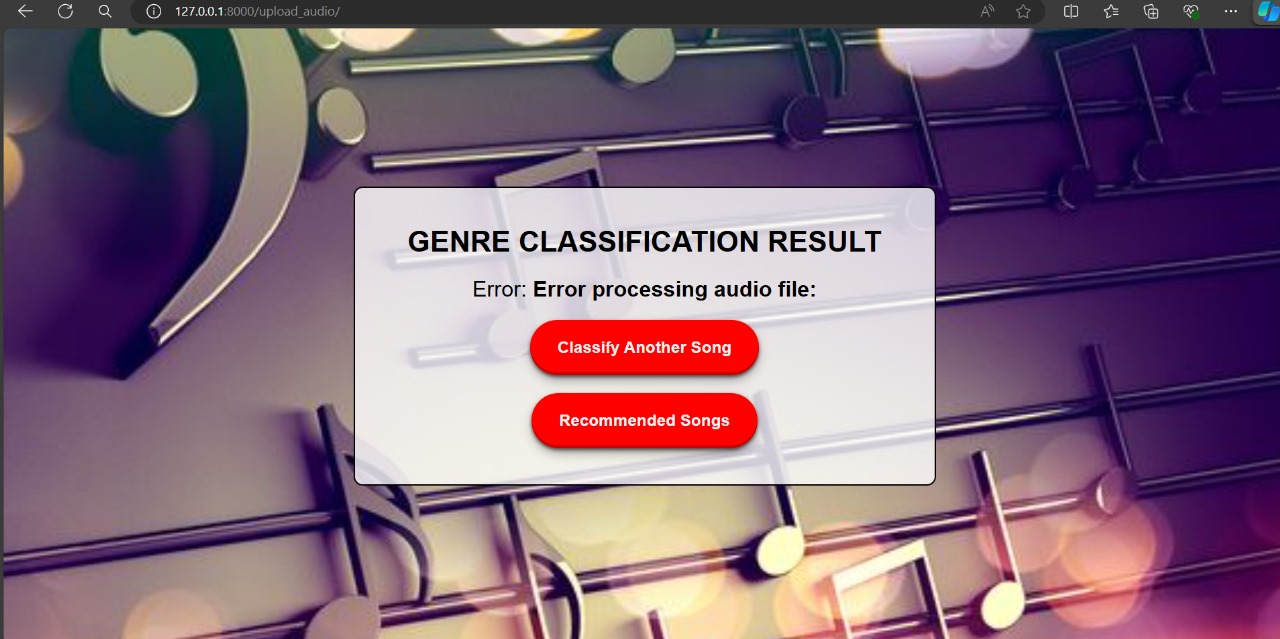 127.0.0.1:8000/upload_audio/
GENRE CLASSIFICATION RESULT
Error: Error processing audio file:
Classify Another Song
Recommended Songs